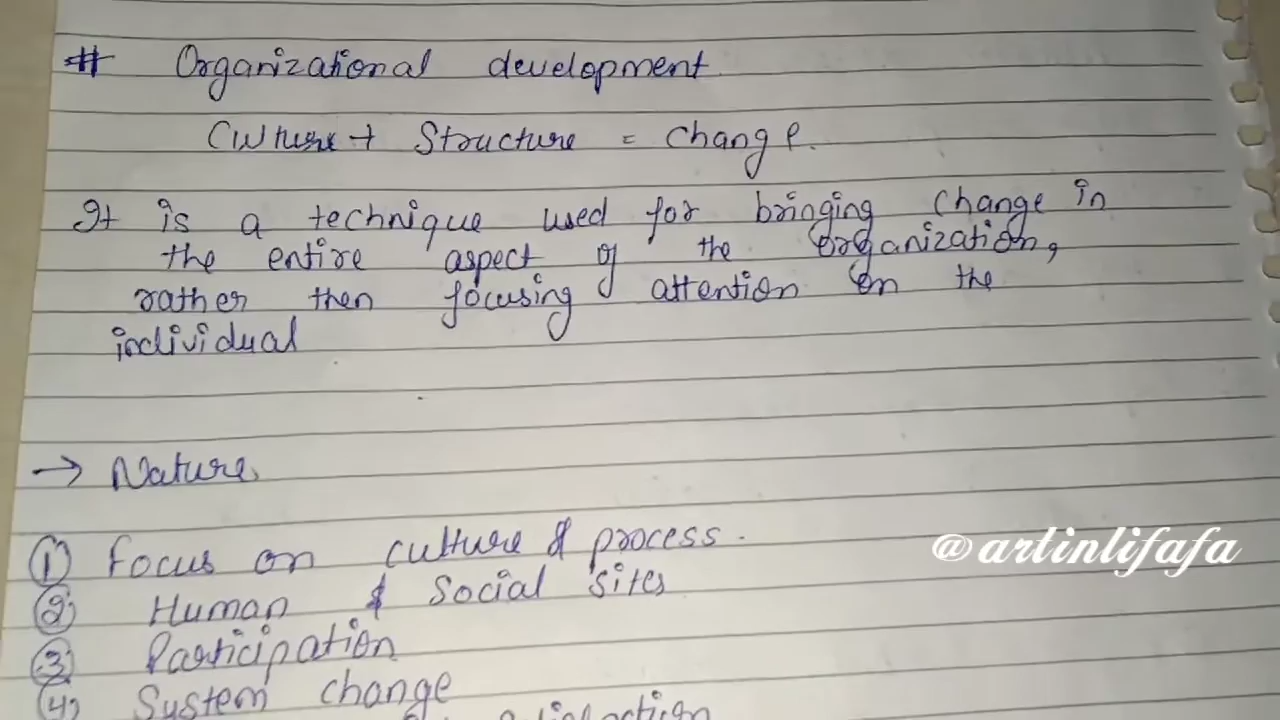 # Organizational development
Culture + Structure = Change.
It is a technique used for bringing change in
the entire aspect of the organization,
rather then focusing attention on the
individual
→ Nature.
① Focus on culture & process.
@artinlifafa
② Human & Social sites
③ Participation
④ System change